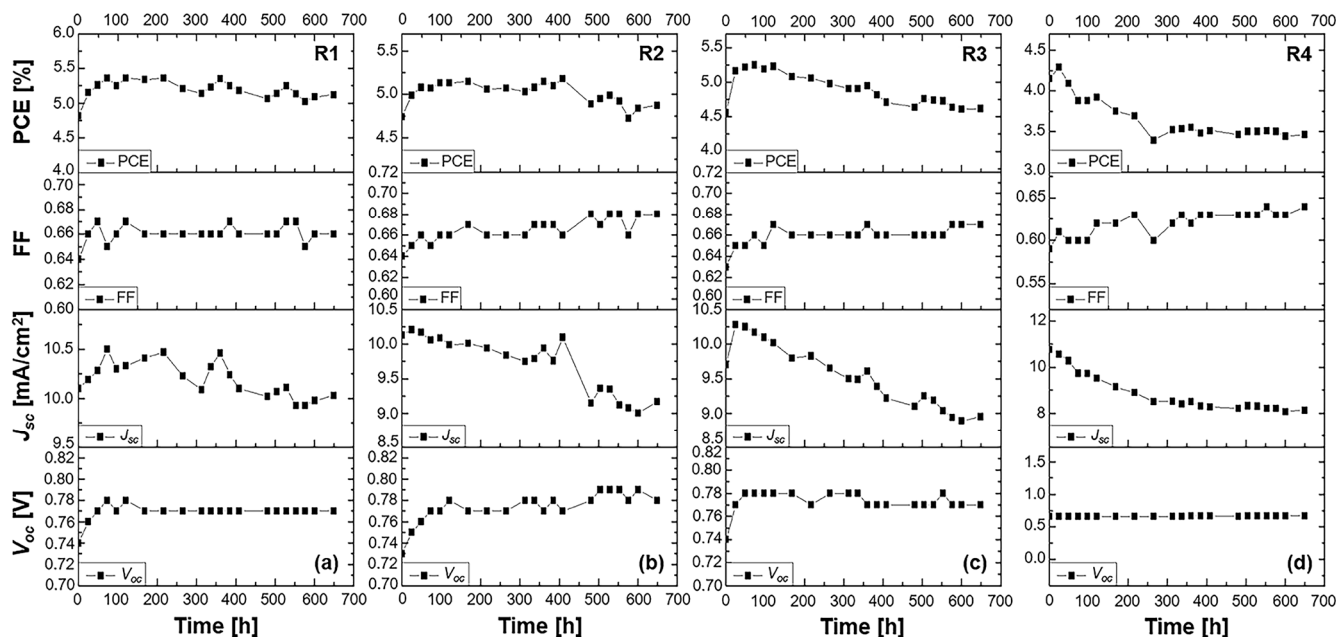 0 100 200 300 400 500 600 700
0 100 200 300 400 500 600 700
0 100 200 300 400 500 600 700
0 100 200 300 400 500 600 700
PCE [%]
6.0
5.5
5.0
4.5
4.0
R1
PCE
5.5
5.0
4.5
R2
PCE
5.5
5.0
4.5
4.0
R3
PCE
4.5
4.0
3.5
3.0
R4
PCE
FF
0.70
0.68
0.66
0.64
0.62
0.60
FF
0.72
0.70
0.68
0.66
0.64
0.62
0.60
FF
0.72
0.70
0.68
0.66
0.64
0.62
0.60
FF
0.65
0.60
0.55
FF
Jsc [mA/cm²]
10.5
10.0
9.5
Jsc
10.5
10.0
9.5
9.0
8.5
Jsc
10.5
10.0
9.5
9.0
8.5
Jsc
12
10
8
Jsc
Voc [V]
0.82
0.80
0.78
0.76
0.74
0.72
0.70
Voc
(a)
0.82
0.80
0.78
0.76
0.74
0.72
0.70
Voc
(b)
0.82
0.80
0.78
0.76
0.74
0.72
0.70
Voc
(c)
1.5
1.0
0.5
0.0
Voc
(d)
0 100 200 300 400 500 600 700
0 100 200 300 400 500 600 700
0 100 200 300 400 500 600 700
0 100 200 300 400 500 600 700
Time [h]
Time [h]
Time [h]
Time [h]